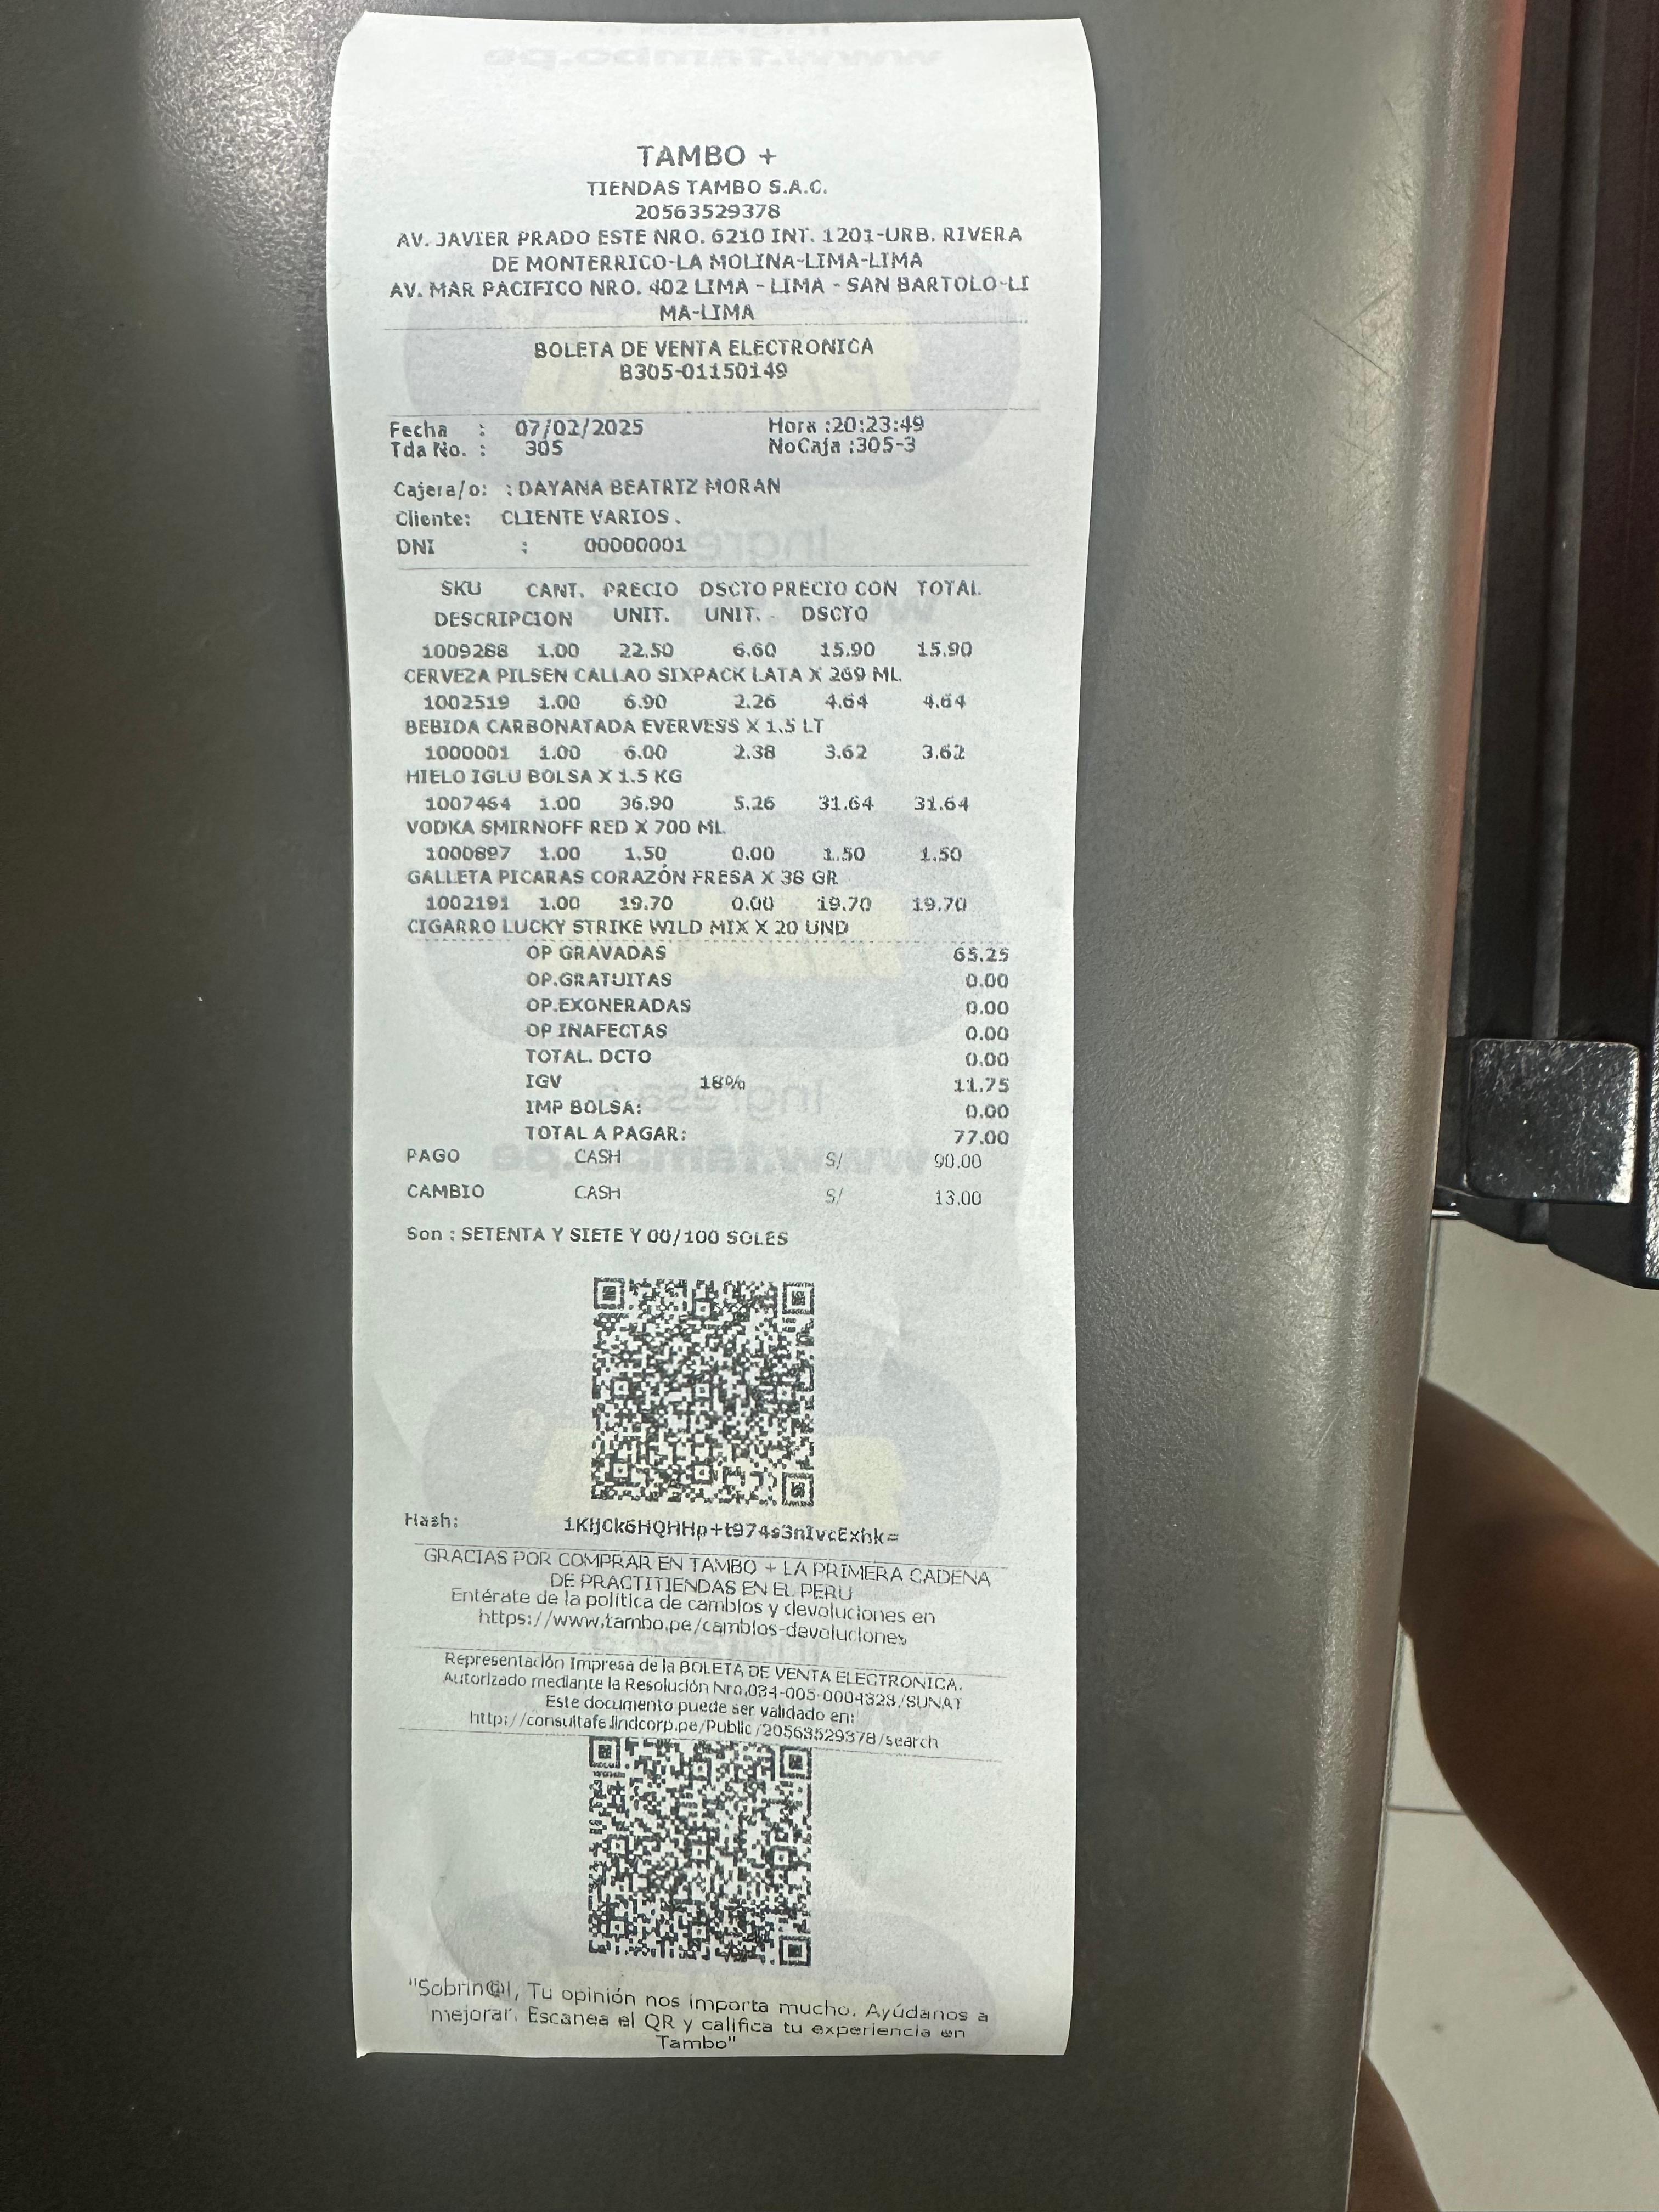 TAMBO +
TIENDAS TAMBO S.A.C.
20563529378
AV. JAVIER PRADO ESTE NRO. 6210 INT. 1201-URB. RIVERA
DE MONTERRICO-LA MOLINA-LIMA-LIMA
AV. MAR PACIFICO NRO. 402 LIMA - LIMA - SAN BARTOLO-LI
MA-LIMA
BOLETA DE VENTA ELECTRONICA
B305-01150149
Fecha : 07/02/2025 Hora :20:23:49
Tda No. : 305 NoCaja :305-3
Cajera/o: : DAYANA BEATRIZ MORAN
Cliente: CLIENTE VARIOS .
DNI : 00000001
SKU CANT. PRECIO DSCTO PRECIO CON TOTAL
DESCRIPCION UNIT. UNIT. - DSCTO
1009288 1.00 22.50 6.60 15.90 15.90
CERVEZA PILSEN CALLAO SIXPACK LATA X 269 ML
1002519 1.00 6.90 2.26 4.64 4.64
BEBIDA CARBONATADA EVERVESS X 1.5 LT
1000001 1.00 6.00 2.38 3.62 3.62
HIELO IGLU BOLSA X 1.5 KG
1007464 1.00 36.90 5.26 31.64 31.64
VODKA SMIRNOFF RED X 700 ML
1000897 1.00 1.50 0.00 1.50 1.50
GALLETA PICARAS CORAZÓN FRESA X 38 GR
1002191 1.00 19.70 0.00 19.70 19.70
CIGARRO LUCKY STRIKE WILD MIX X 20 UND
OP GRAVADAS 65.25
OP.GRATUITAS 0.00
OP.EXONERADAS 0.00
OP INAFECTAS 0.00
TOTAL. DCTO 0.00
IGV 18% 11.75
IMP BOLSA: 0.00
TOTAL A PAGAR: 77.00
PAGO CASH S/ 90.00
CAMBIO CASH S/ 13.00
Son : SETENTA Y SIETE Y 00/100 SOLES
Hash:
GRACIAS POR COMPRAR EN TAMBO + LA PRIMERA CADENA
DE PRACTITIENDAS EN EL PERU
Entérate de la política de cambios y devoluciones en
https://www.tambo.pe/cambios-devoluciones
Representación Impresa de la BOLETA DE VENTA ELECTRONICA.
Autorizado mediante la Resolución Nro.034-005-0004323/SUNAT
Este documento puede ser validado en:
http://consultafe.lindcorp.pe/Public/20563529378/search
"Sobrin@!, Tu opinión nos importa mucho. Ayúdanos a
mejorar. Escanea el QR y califica tu experiencia en
Tambo"